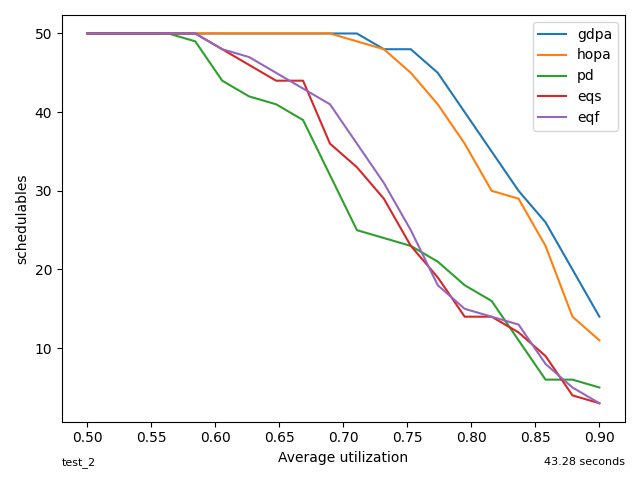 50
40
30
20
10
schedulables
gdpa
hopa
pd
eqs
eqf
0.50 0.55 0.60 0.65 0.70 0.75 0.80 0.85 0.90
Average utilization
test_2
43.28 seconds